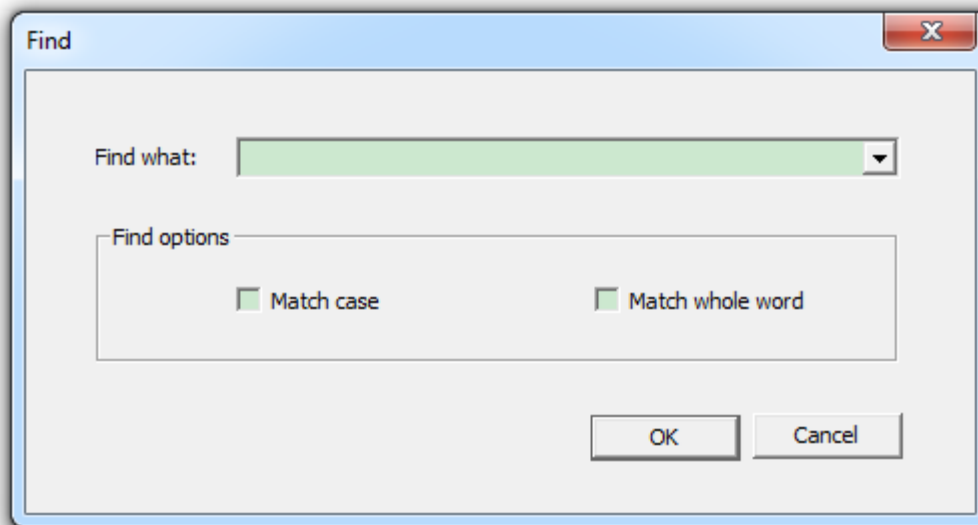 Find
Find what:
Find options
Match case Match whole word
OK Cancel